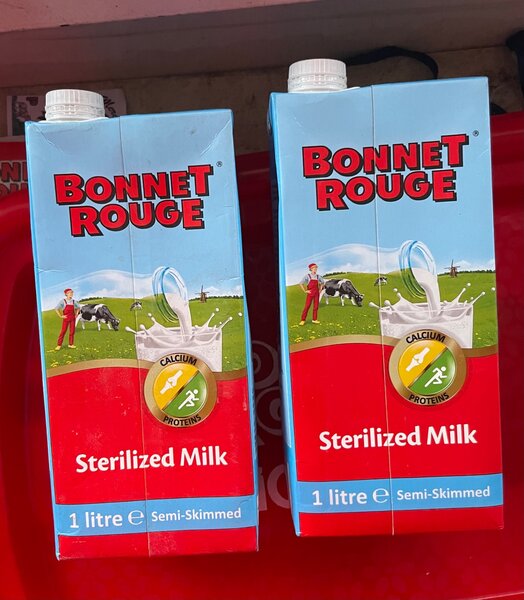 BONNET
ROUGE®
CALCIUM
PROTEINS
Sterilized Milk
1 litre ℮ Semi-Skimmed
BONNET
ROUGE®
CALCIUM
PROTEINS
Sterilized Milk
1 litre ℮ Semi-Skimmed